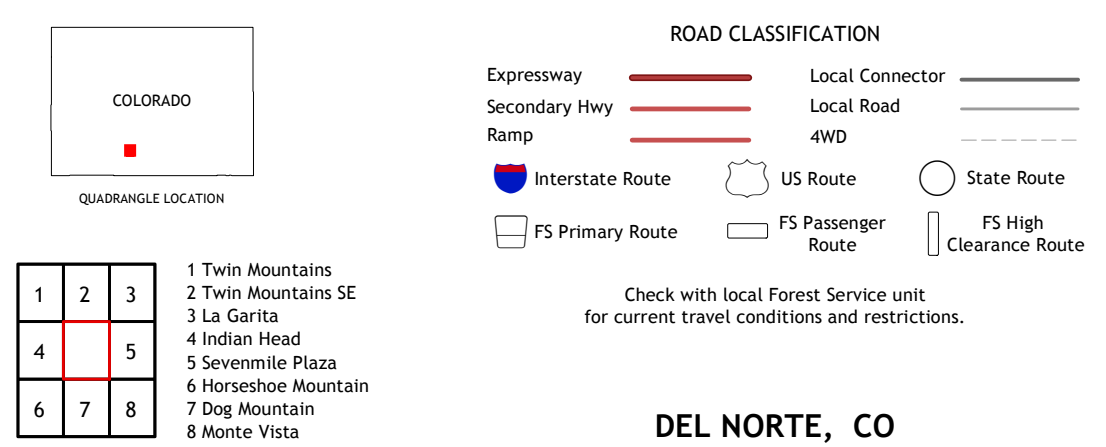 COLORADO
QUADRANGLE LOCATION
1
2
3
4
5
6
7
8
1 Twin Mountains
2 Twin Mountains SE
3 La Garita
4 Indian Head
5 Sevenmile Plaza
6 Horseshoe Mountain
7 Dog Mountain
8 Monte Vista
ROAD CLASSIFICATION
Expressway
Local Connector
Secondary Hwy
Local Road
Ramp
4WD
Interstate Route
US Route
State Route
FS Primary Route
FS Passenger
Route
FS High
Clearance Route
Check with local Forest Service unit
for current travel conditions and restrictions.
DEL NORTE, CO